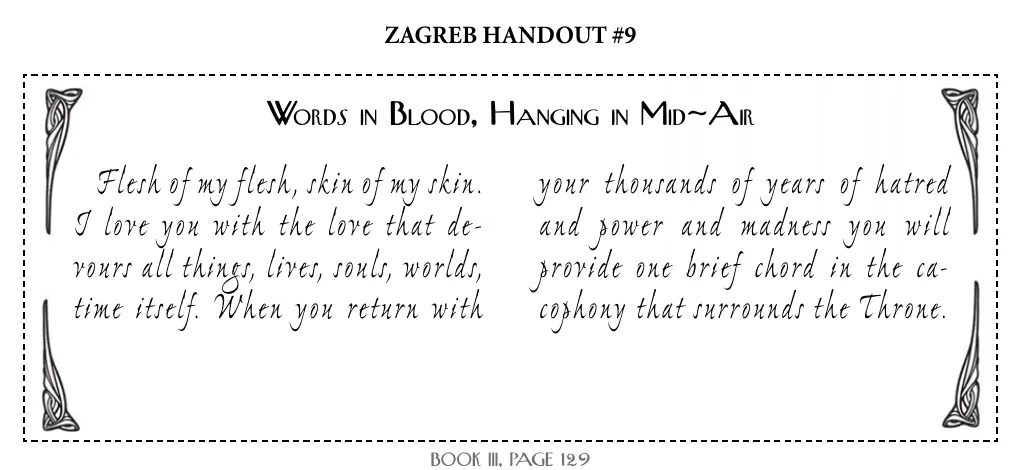 ZAGREB HANDOUT #9
Words in Blood, Hanging in Mid~Air
Flesh of my flesh, skin of my skin.
I love you with the love that de-
vours all things, lives, souls, worlds,
time itself. When you return with
your thousands of years of hatred
and power and madness you will
provide one brief chord in the ca-
cophony that surrounds the Throne.
BOOK III, PAGE 129